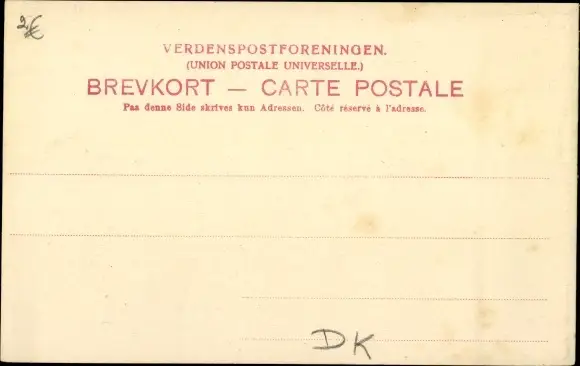 2€
VERDENSPOSTFORENINGEN.
(UNION POSTALE UNIVERSELLE.)
BREVKORT — CARTE POSTALE
Paa denne Side skrives kun Adressen. Côté réservé à l'adresse.
DK